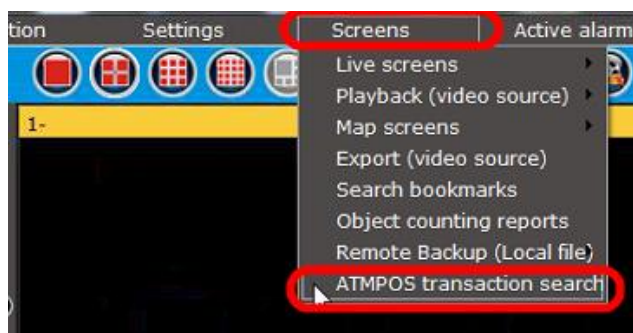 tion Settings Screens Active alarm
1-
Live screens
Playback (video source)
Map screens
Export (video source)
Search bookmarks
Object counting reports
Remote Backup (Local file)
ATMPOS transaction search